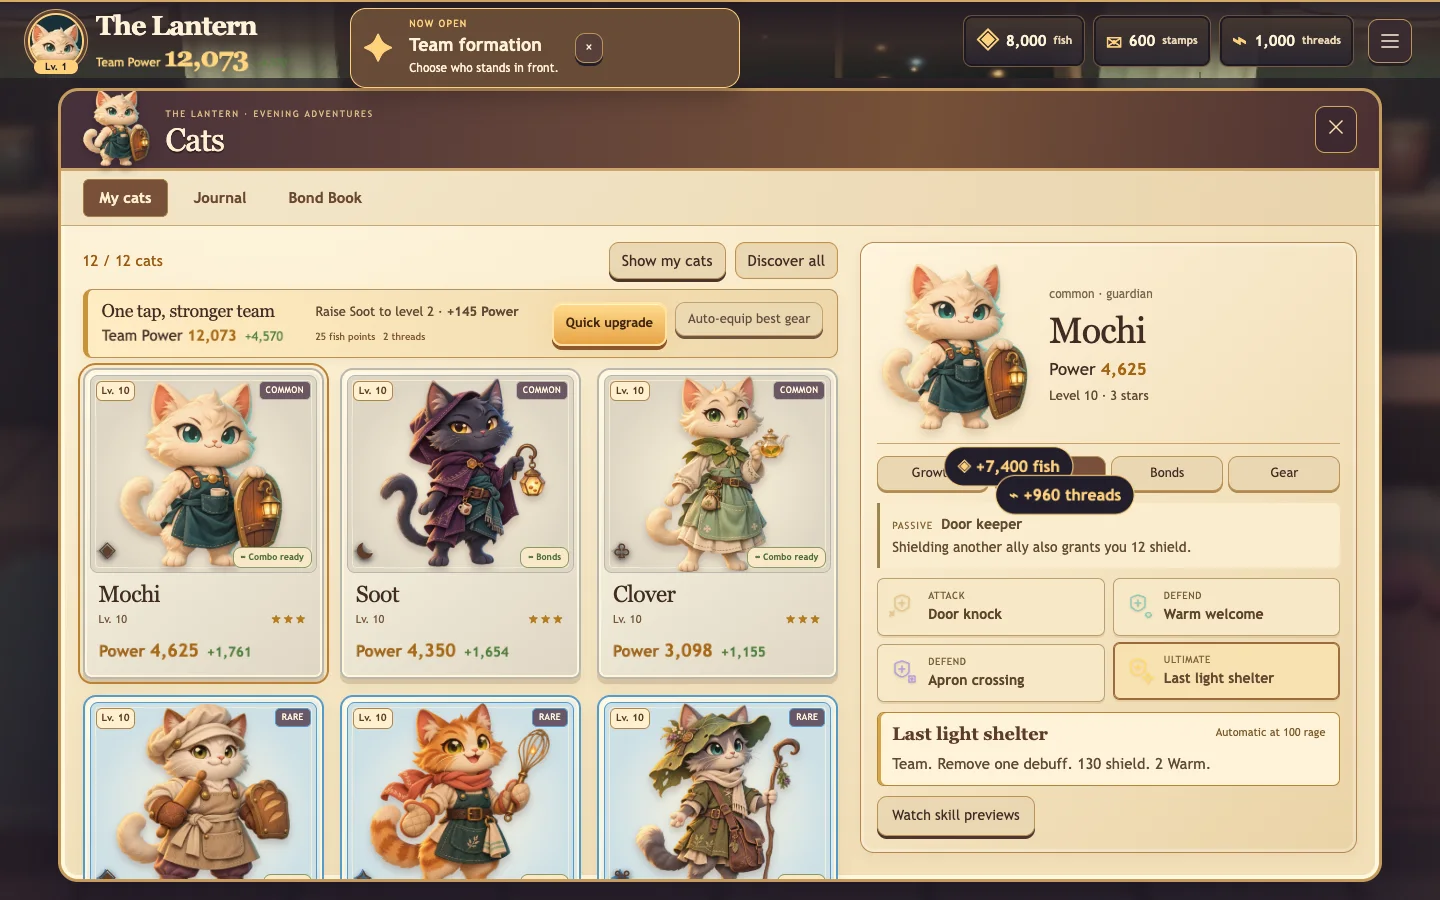 The Lantern
Team Power 12,073
Lv. 1
NOW OPEN
Team formation
Choose who stands in front.
×
8,000 fish
600 stamps
1,000 threads
THE LANTERN · EVENING ADVENTURES
Cats
My cats
Journal
Bond Book
12 / 12 cats
Show my cats
Discover all
One tap, stronger team
Team Power 12,073 +4,570
Raise Soot to level 2 · +145 Power
25 fish points 2 threads
Quick upgrade
Auto-equip best gear
Lv. 10
COMMON
Combo ready
Mochi
Lv. 10
★★★
Power 4,625 +1,761
Lv. 10
COMMON
Bonds
Soot
Lv. 10
★★★
Power 4,350 +1,654
Lv. 10
COMMON
Combo ready
Clover
Lv. 10
★★★
Power 3,098 +1,155
Lv. 10
RARE
Lv. 10
RARE
Lv. 10
RARE
common · guardian
Mochi
Power 4,625
Level 10 · 3 stars
+7,400 fish
+960 threads
Bonds
Gear
PASSIVE Door keeper
Shielding another ally also grants you 12 shield.
ATTACK
Door knock
DEFEND
Warm welcome
DEFEND
Apron crossing
ULTIMATE
Last light shelter
Last light shelter
Automatic at 100 rage
Team. Remove one debuff. 130 shield. 2 Warm.
Watch skill previews